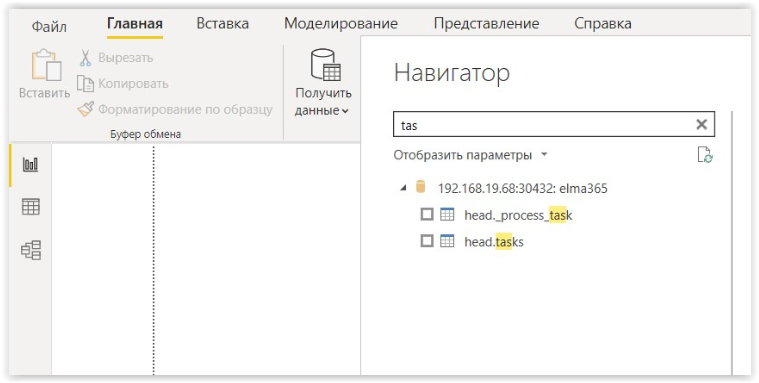 Файл Главная Вставка Моделирование Представление Справка
Вставить
Вырезать
Копировать
Форматирование по образцу
Буфер обмена
Получить
данные
Навигатор
tas
Отобразить параметры
192.168.19.68:30432: elma365
head._process_task
head.tasks